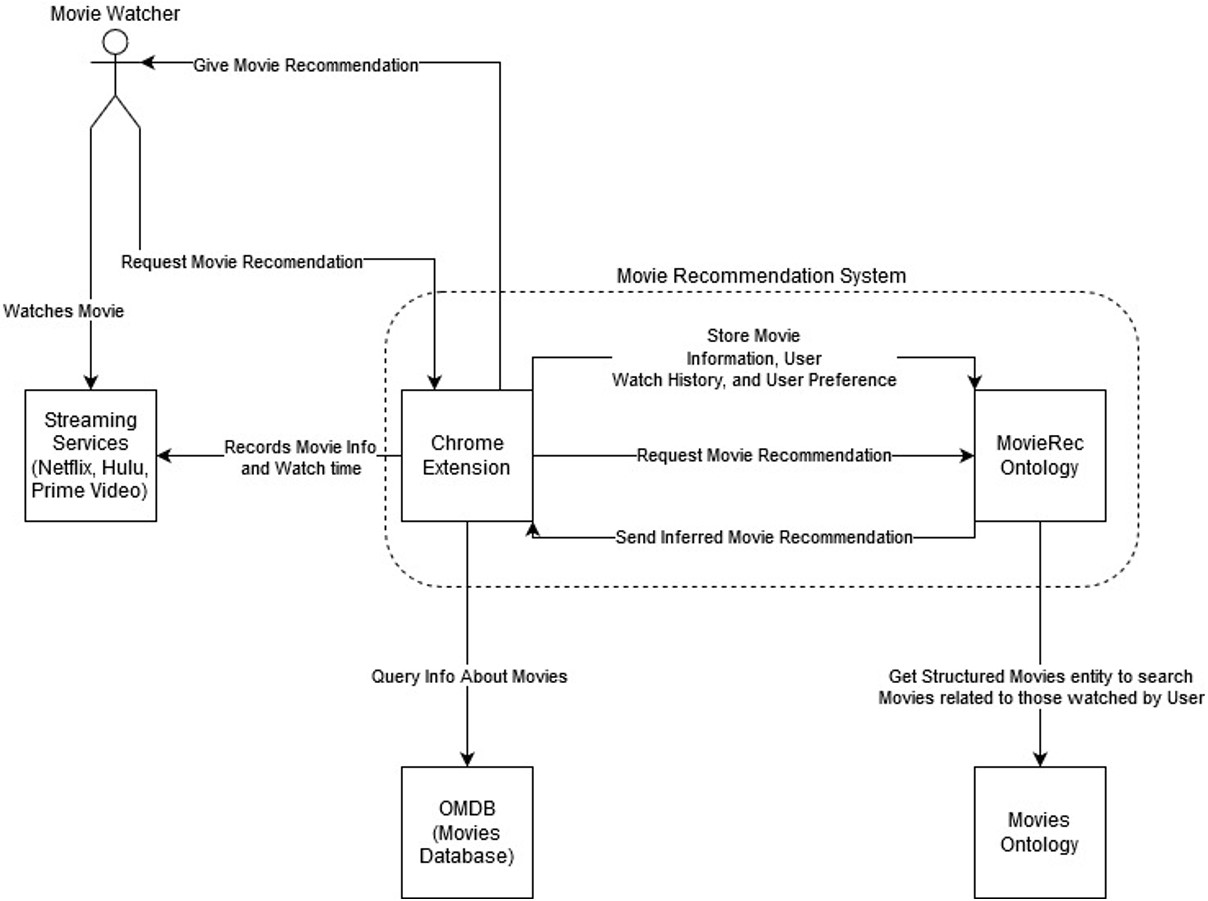 Movie Watcher
Give Movie Recommendation
Request Movie Recomendation
Movie Recommendation System
Watches Movie
Store Movie
Information, User
Watch History, and User Preference
Streaming
Services
(Netflix, Hulu,
Prime Video)
Records Movie Info
and Watch time
Chrome
Extension
Request Movie Recommendation
MovieRec
Ontology
Send Inferred Movie Recommendation
Query Info About Movies
Get Structured Movies entity to search
Movies related to those watched by User
OMDB
(Movies
Database)
Movies
Ontology